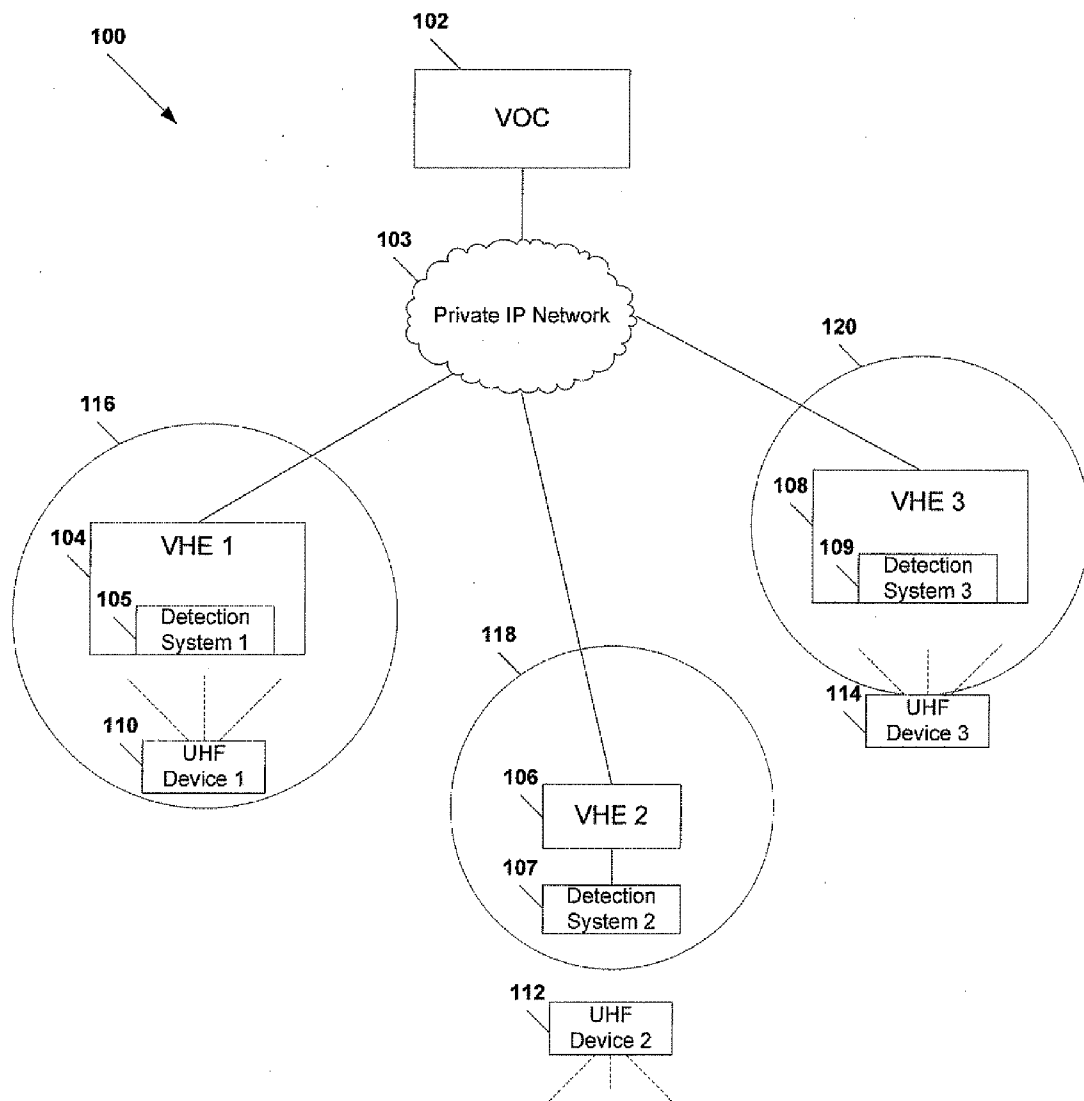 100
102
VOC
103
Private IP Network
120
116
108
VHE 3
104
VHE 1
109
Detection
System 3
105
Detection
System 1
118
114
UHF
Device 3
110
UHF
Device 1
106
VHE 2
107
Detection
System 2
112
UHF
Device 2